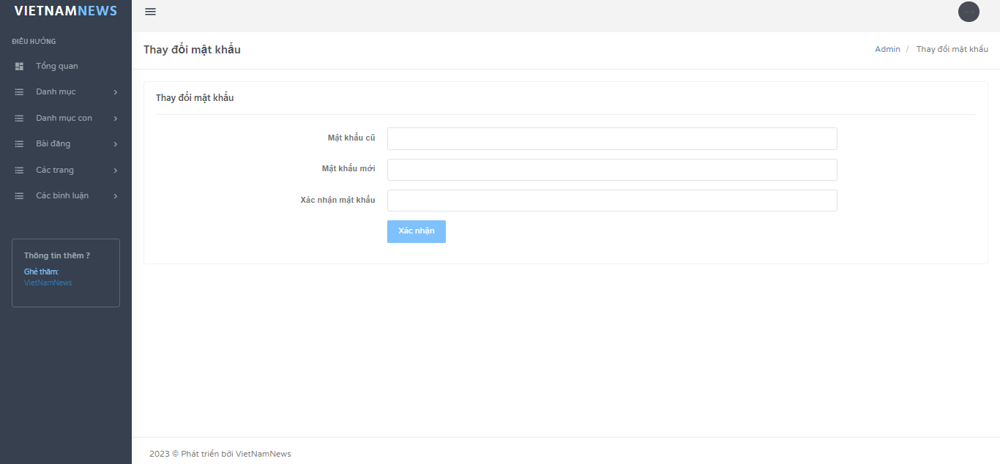 VIETNAMNEWS
ĐIỀU HƯỚNG
Tổng quan
Danh mục
Danh mục con
Bài đăng
Các trang
Các bình luận
Thông tin thêm ?
Ghé thăm:
VietNamNews
Thay đổi mật khẩu
Admin / Thay đổi mật khẩu
Thay đổi mật khẩu
Mật khẩu cũ
Mật khẩu mới
Xác nhận mật khẩu
Xác nhận
2023 © Phát triển bởi VietNamNews